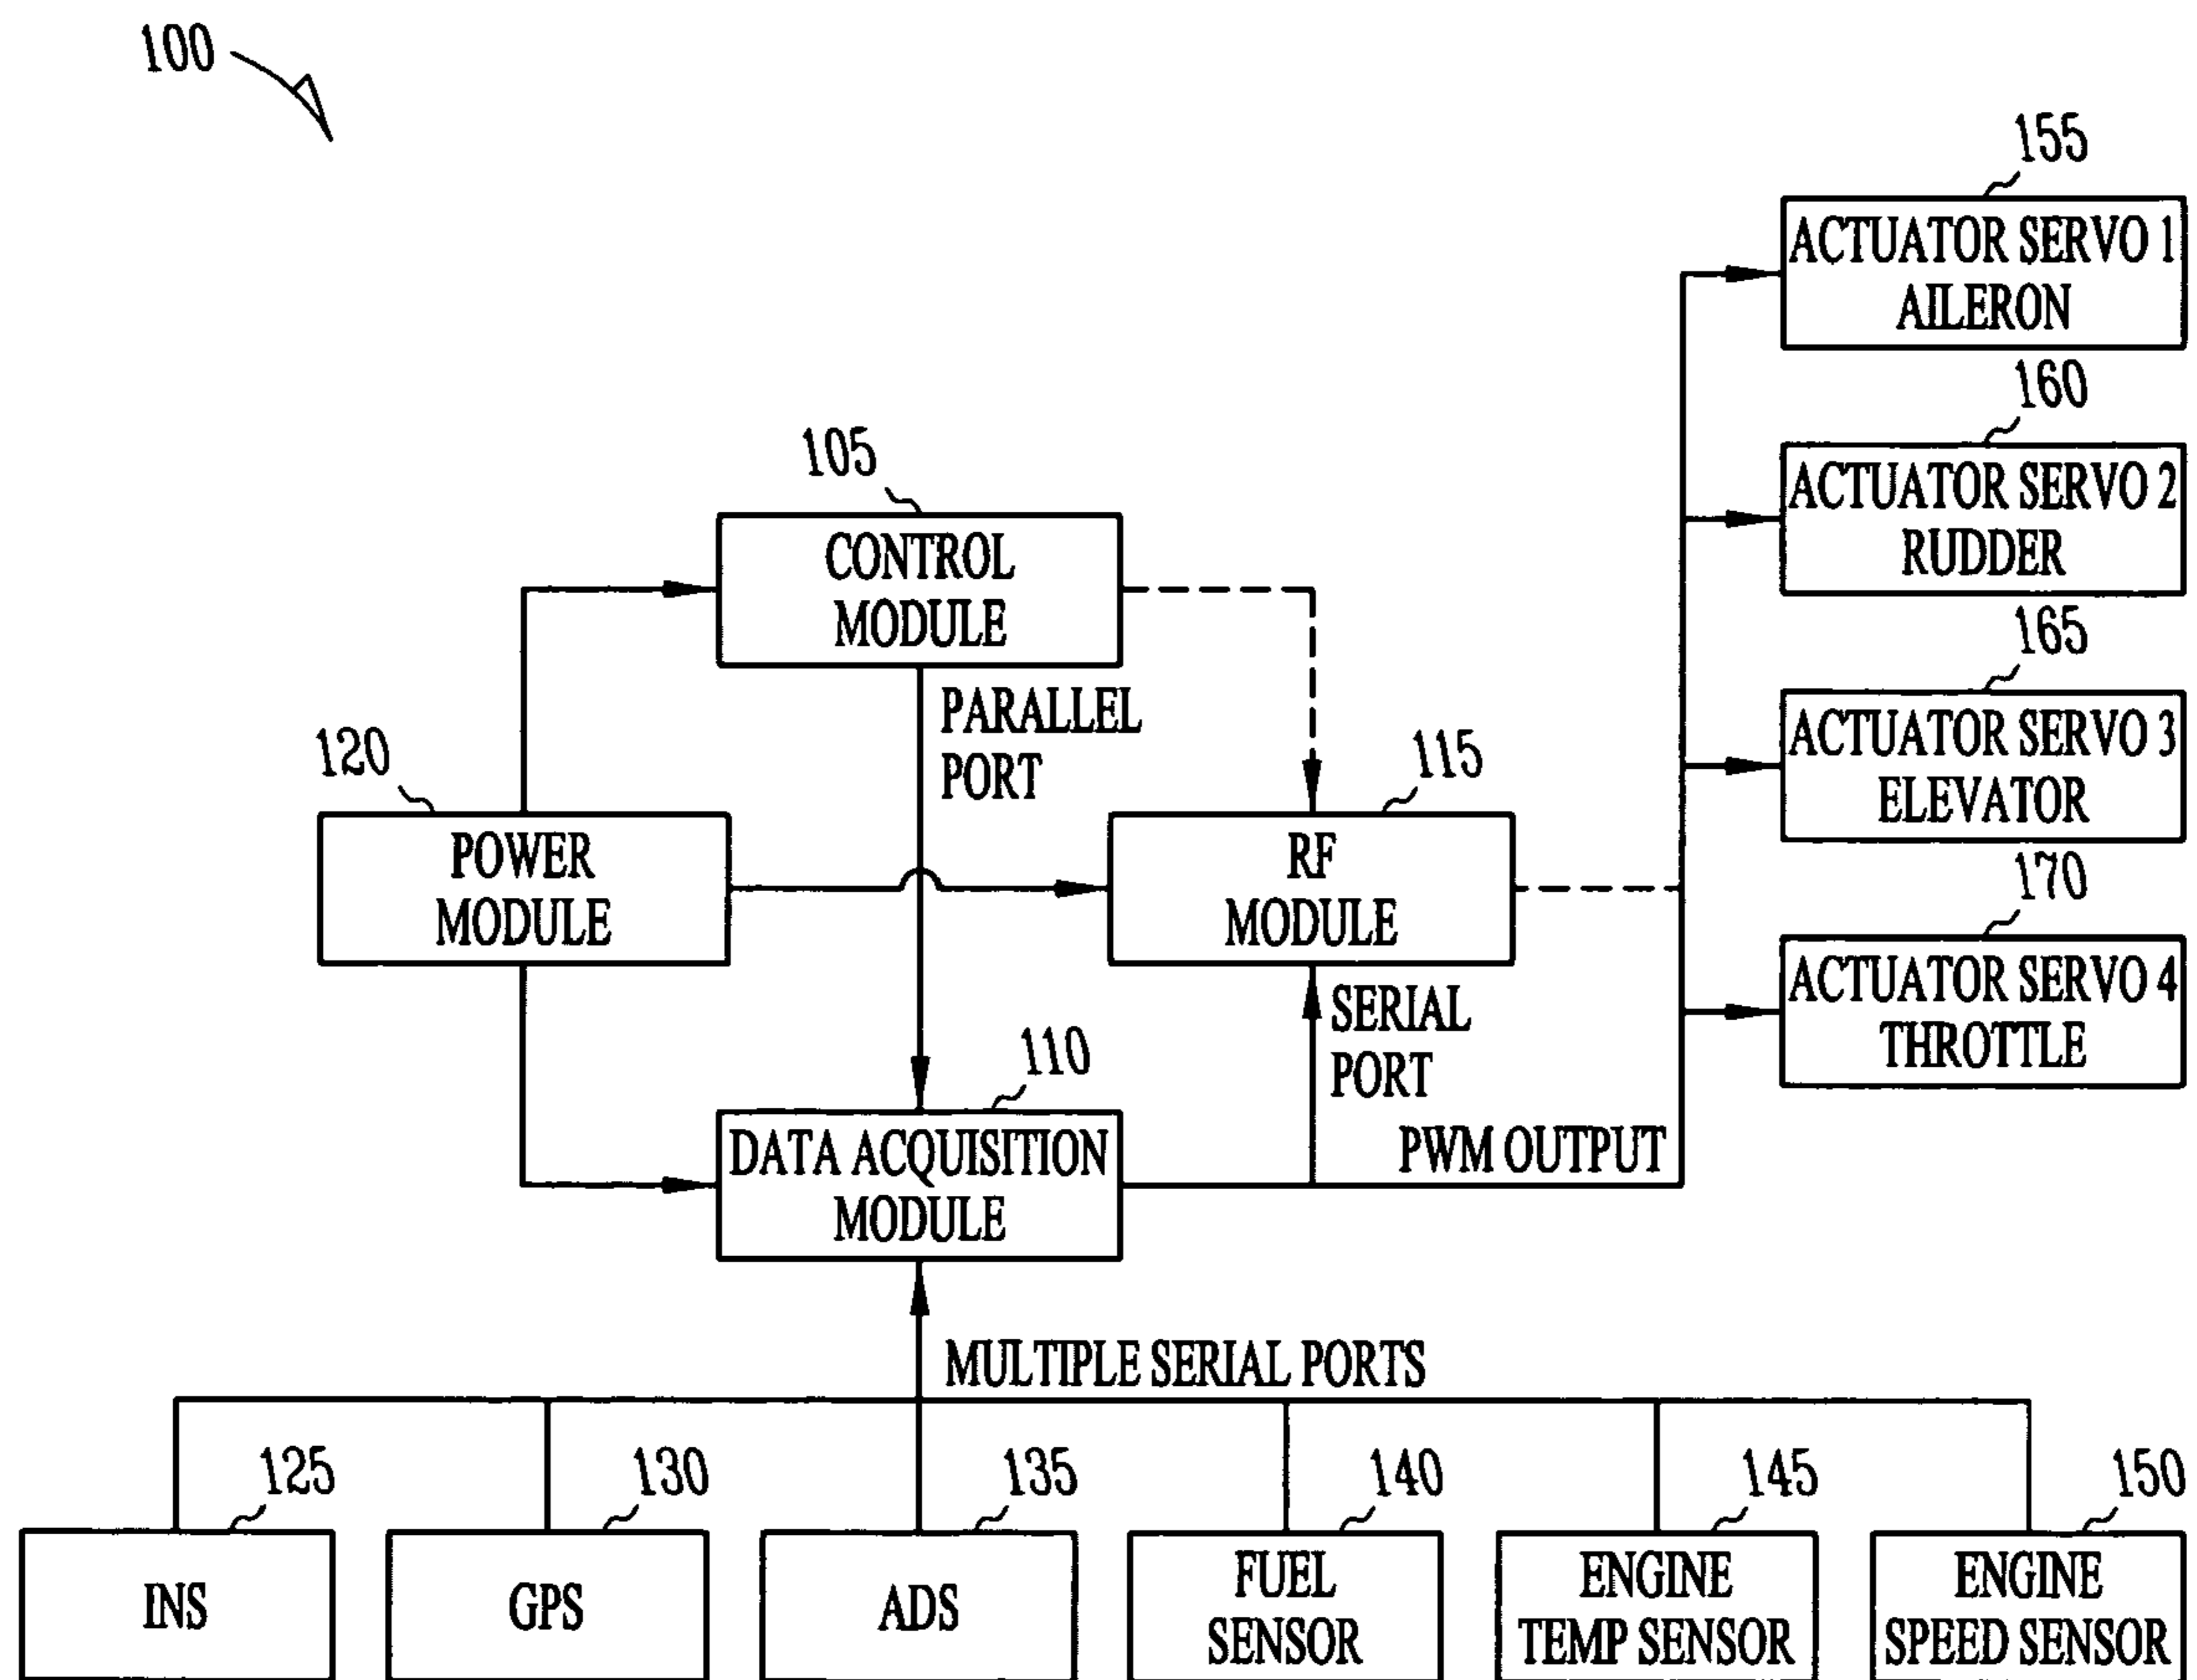 100
155
ACTUATOR SERVO 1
AILERON
160
ACTUATOR SERVO 2
RUDDER
165
ACTUATOR SERVO 3
ELEVATOR
170
ACTUATOR SERVO 4
THROTTLE
105
CONTROL
MODULE
PARALLEL
PORT
120
POWER
MODULE
115
RF
MODULE
SERIAL
PORT
110
DATA ACQUISITION
MODULE
PWM OUTPUT
MULTIPLE SERIAL PORTS
125
INS
130
GPS
135
ADS
140
FUEL
SENSOR
145
ENGINE
TEMP SENSOR
150
ENGINE
SPEED SENSOR